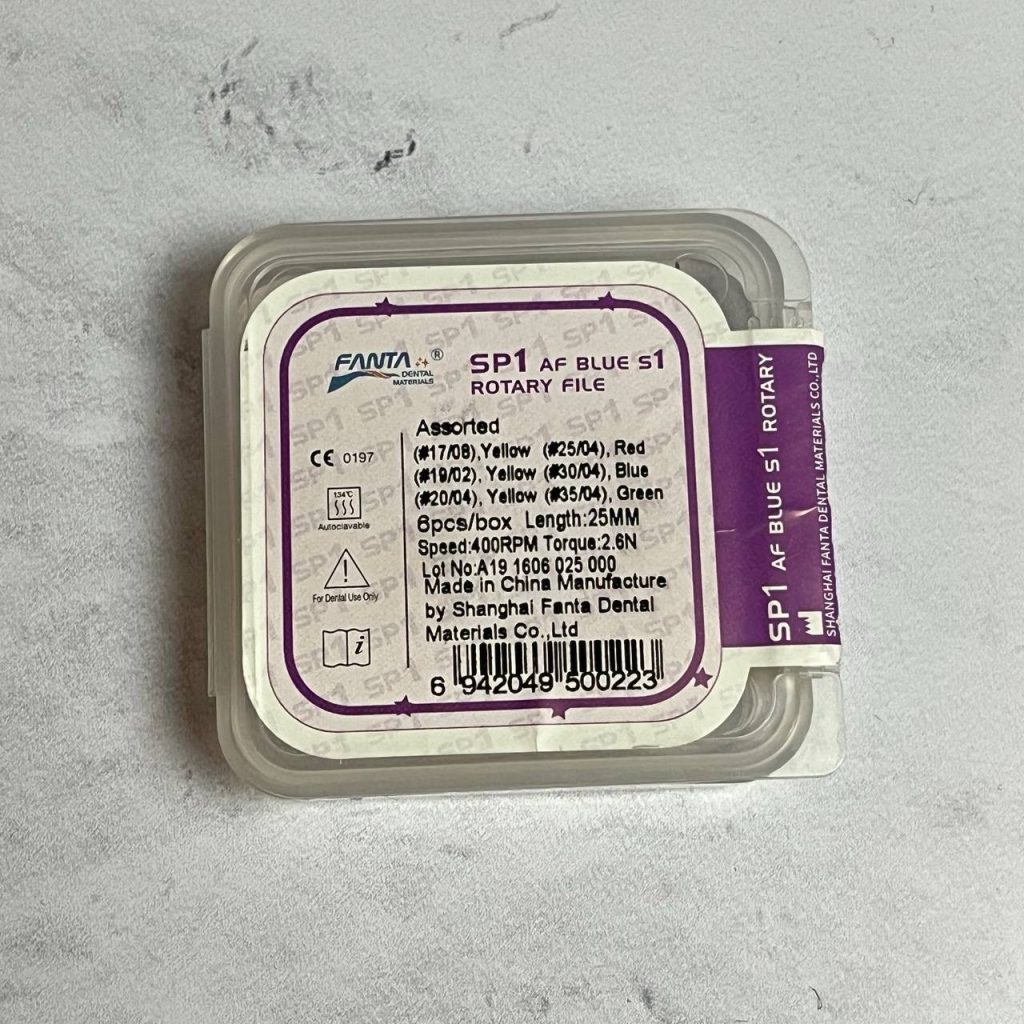 FANTA ®
DENTAL
MATERIALS
SP1 AF BLUE S1
ROTARY FILE
CE 0197
134℃
Autoclavable
For Dental Use Only
i
Assorted
(#17/08),Yellow (#25/04), Red
(#19/02), Yellow (#30/04), Blue
(#20/04), Yellow (#35/04), Green
6pcs/box Length:25MM
Speed:400RPM Torque:2.6N
Lot No:A19 1606 025 000
Made in China Manufacture
by Shanghai Fanta Dental
Materials Co.,Ltd
6 942049 500223
SP1 AF BLUE S1 ROTARY
SHANGHAI FANTA DENTAL MATERIALS CO.,LTD